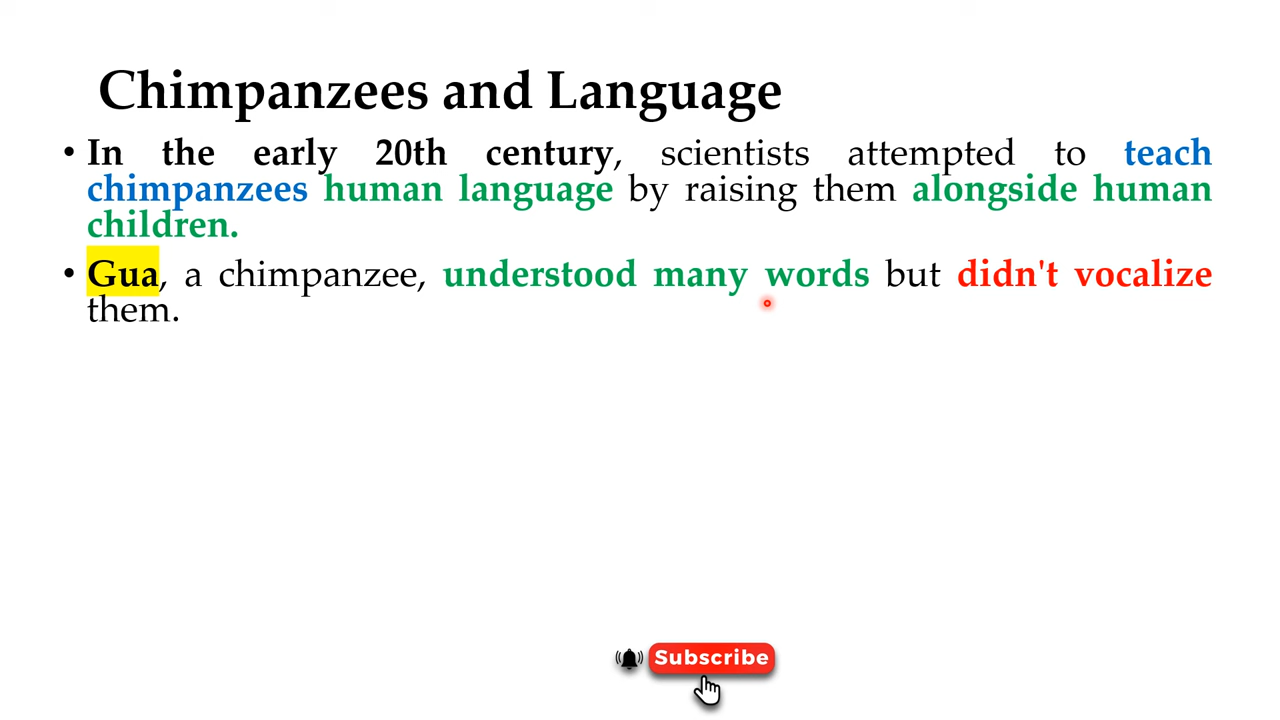 Chimpanzees and Language
• In the early 20th century, scientists attempted to teach
chimpanzees human language by raising them alongside human
children.
• Gua, a chimpanzee, understood many words but didn't vocalize
them.
Subscribe